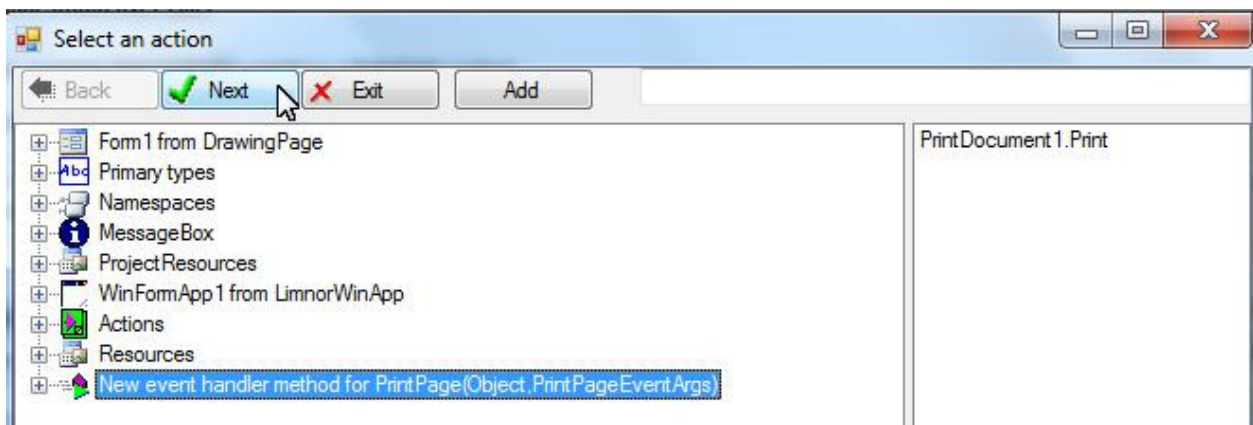 Select an action
Back Next Exit Add
Form1 from DrawingPage
PrintDocument1.Print
Abc Primary types
Namespaces
MessageBox
ProjectResources
WinFormApp1 from LimnorWinApp
Actions
Resources
New event handler method for PrintPage(Object,PrintPageEventArgs)